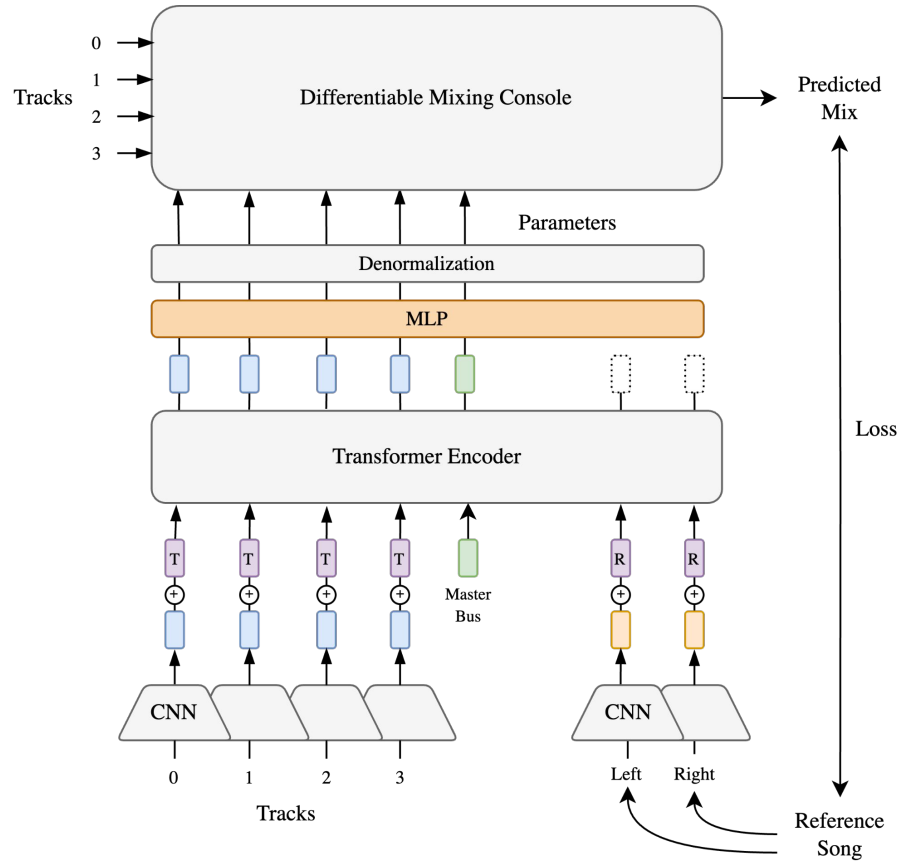 0
1
Tracks
2
3
Differentiable Mixing Console
Predicted
Mix
Parameters
Denormalization
MLP
Loss
Transformer Encoder
T
T
T
T
R
R
+
+
+
+
+
+
Master
Bus
CNN
CNN
0
1
2
3
Left
Right
Tracks
Reference
Song